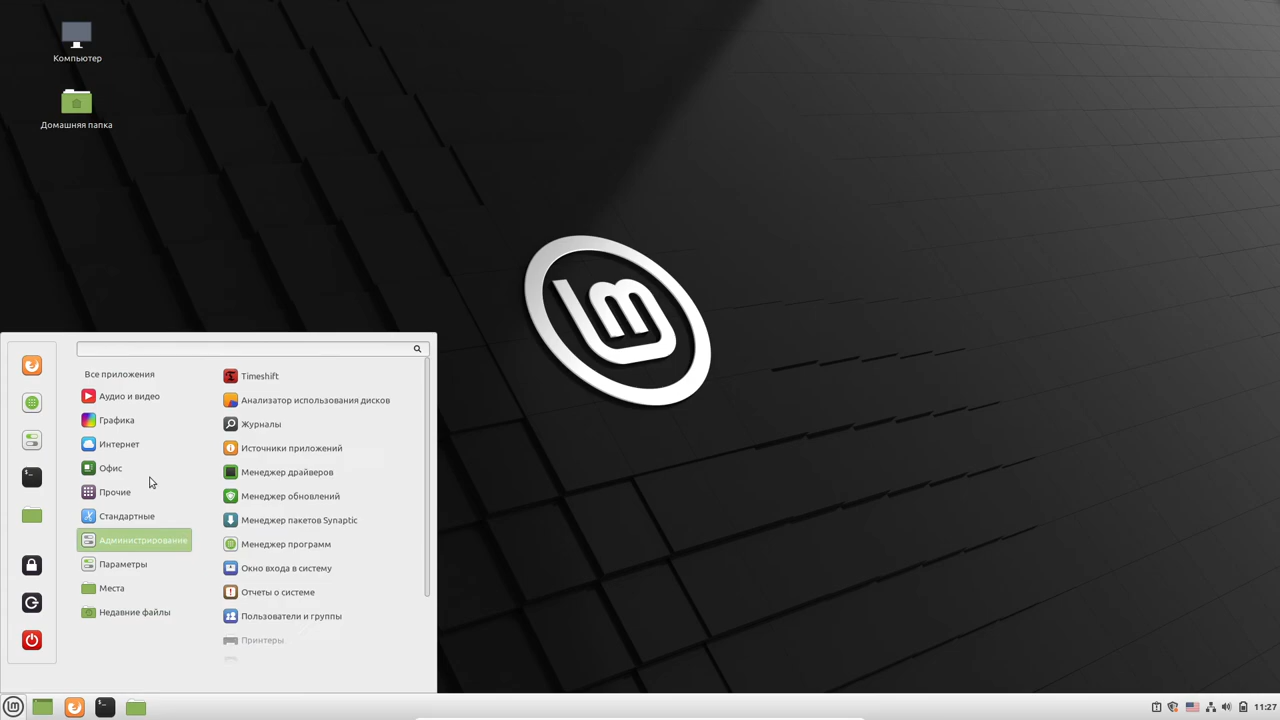 Компьютер
Домашняя папка
Все приложения
Аудио и видео
Графика
Интернет
Офис
Прочие
Стандартные
Администрирование
Параметры
Места
Недавние файлы
Timeshift
Анализатор использования дисков
Журналы
Источники приложений
Менеджер драйверов
Менеджер обновлений
Менеджер пакетов Synaptic
Менеджер программ
Окно входа в систему
Отчеты о системе
Пользователи и группы
Принтеры
11:27